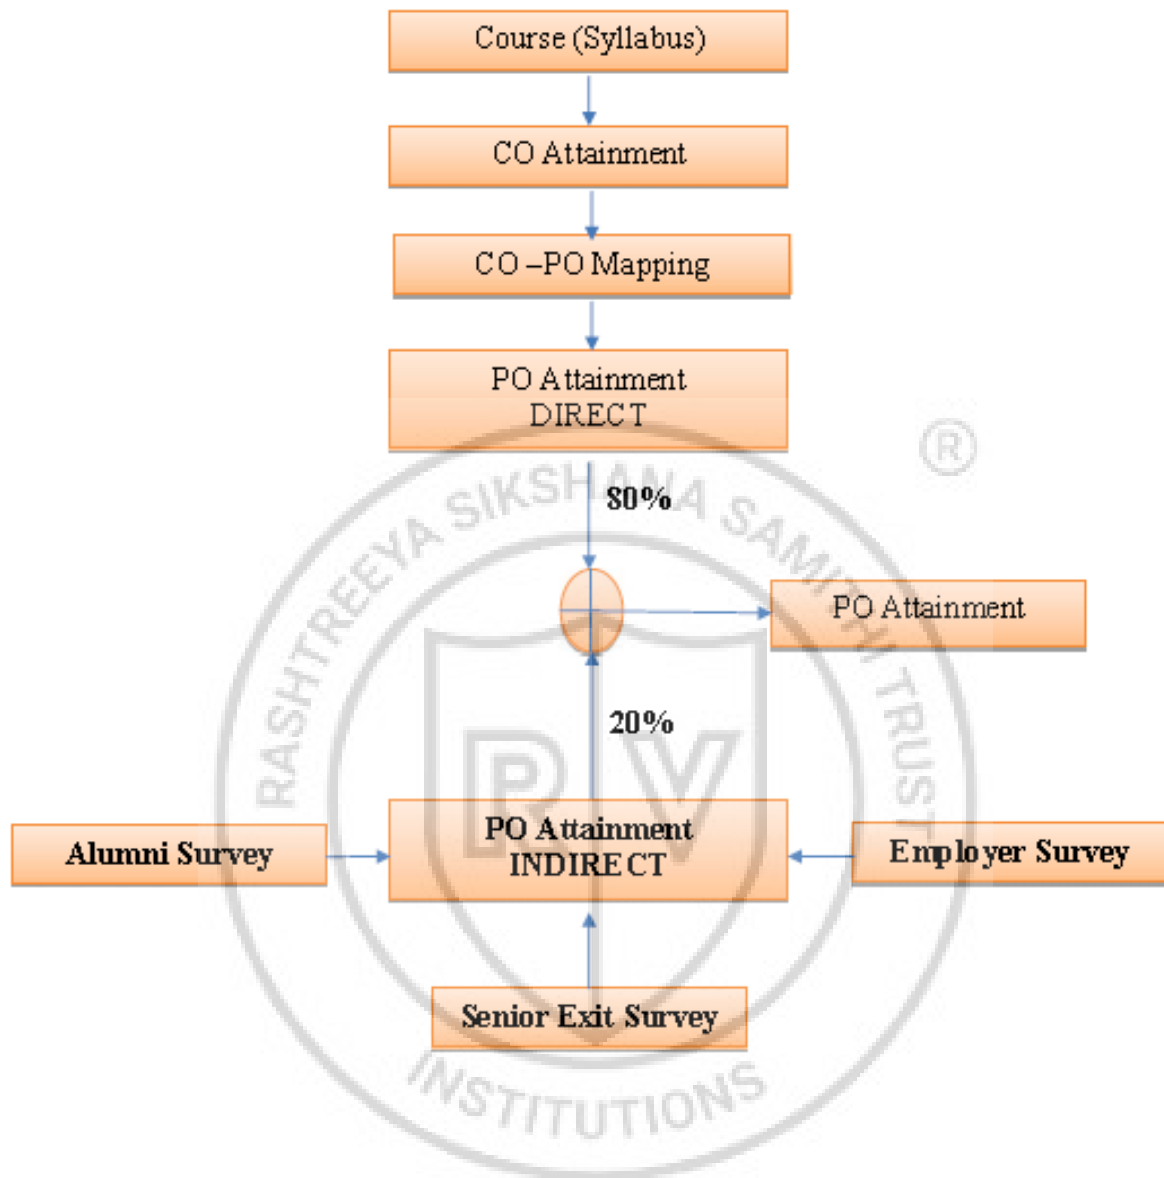 Course (Syllabus)
CO Attainment
CO –PO Mapping
PO Attainment
DIRECT
®
80%
PO Attainment
20%
PO Attainment
INDIRECT
Alumni Survey
Employer Survey
Senior Exit Survey
RASHTREEYA SIKSHANA SAMITHI TRUST
RV
INSTITUTIONS